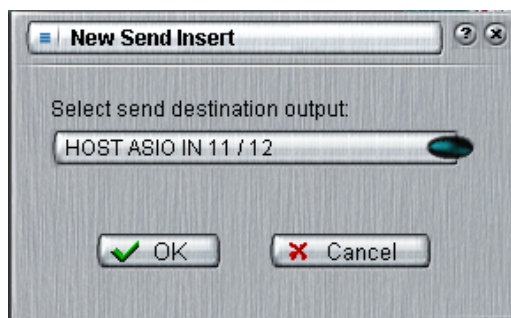 New Send Insert
?
Select send destination output:
HOST ASIO IN 11 / 12
OK
Cancel